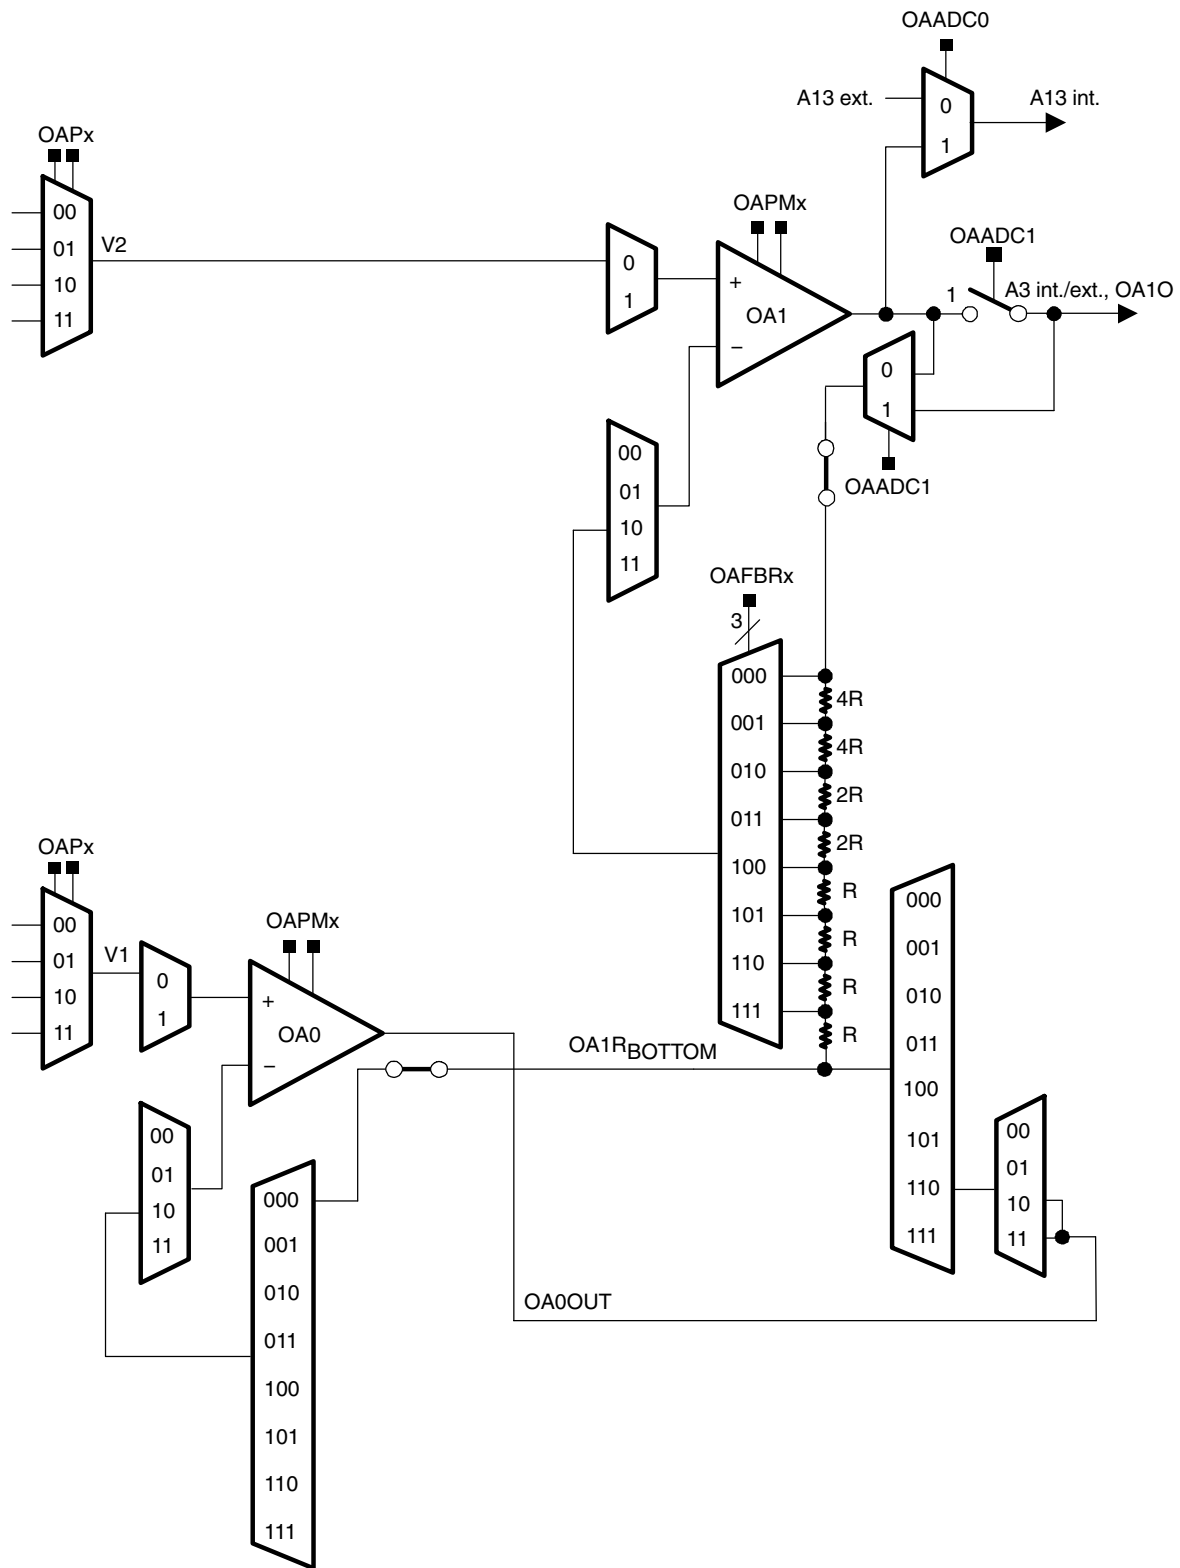 OAADC0
A13 ext.
0
1
A13 int.
OAPx
00
01
10
11
V2
0
1
OAPMx
+
OA1
−
OAADC1
1
A3 int./ext., OA1O
0
1
OAADC1
00
01
10
11
OAFBRx
3
000
001
010
011
100
101
110
111
4R
4R
2R
2R
R
R
R
R
OAPx
00
01
10
11
V1
0
1
OAPMx
+
OA0
−
OA1RBOTTOM
000
001
010
011
100
101
110
111
00
01
10
11
00
01
10
11
000
001
010
011
100
101
110
111
OA0OUT